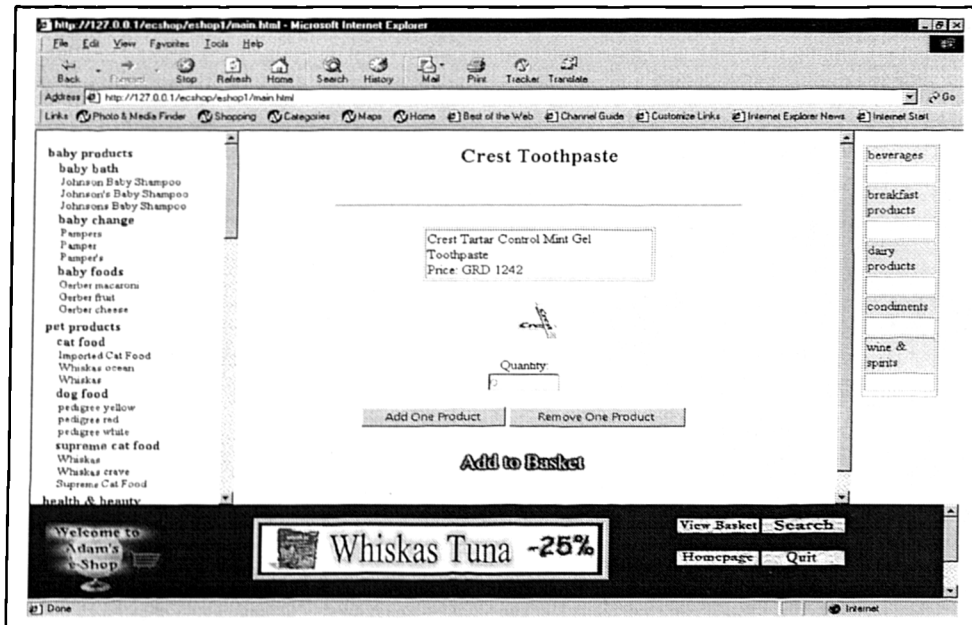 http://127.0.0.1/ecshop/eshop1/main.html - Microsoft Internet Explorer
File Edit View Favorites Tools Help
Back Forward Stop Refresh Home Search History Mail Print Tracker Translate
Address http://127.0.0.1/ecshop/eshop1/main.html Go
Links Photo & Media Finder Shopping Categories Maps Home Best of the Web Channel Guide Customize Links Internet Explorer News Internet Start
baby products
baby bath
Johnson Baby Shampoo
Johnson's Baby Shampoo
Johnsons Baby Shampoo
baby change
Pampers
Pamper
Pamper's
baby foods
Gerber macaroni
Gerber fruit
Gerber cheese
pet products
cat food
Imported Cat Food
Whiskas ocean
Whiskas
dog food
pedigree yellow
pedigree red
pedigree white
supreme cat food
Whiskas
Whiskas crave
Supreme Cat Food
health & beauty
Crest Toothpaste
Crest Tartar Control Mint Gel
Toothpaste
Price: GRD 1242
Crest
Quantity:
0
Add One Product Remove One Product
Add to Basket
beverages
breakfast
products
dairy
products
condiments
wine &
spirits
Welcome to
Adam's
e-Shop
Whiskas Tuna -25%
View Basket Search
Homepage Quit
Done Internet